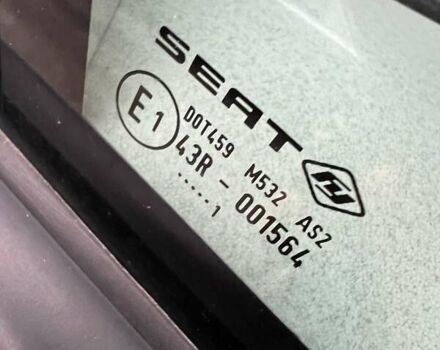 SEAT
E1
DOT459 M532 AS2
43R - 001564
.....1